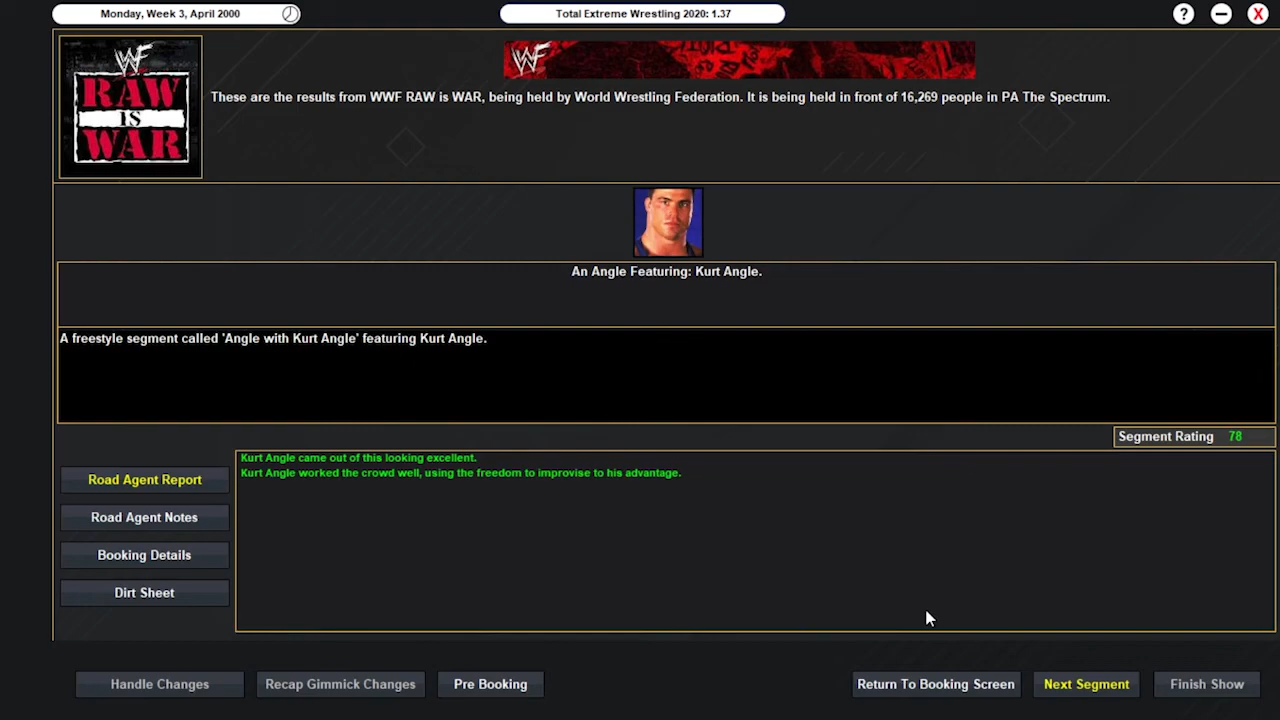 Monday, Week 3, April 2000
Total Extreme Wrestling 2020: 1.37
?
X
WF
RAW
IS
WAR
WF
These are the results from WWF RAW is WAR, being held by World Wrestling Federation. It is being held in front of 16,269 people in PA The Spectrum.
An Angle Featuring: Kurt Angle.
A freestyle segment called 'Angle with Kurt Angle' featuring Kurt Angle.
Segment Rating 78
Kurt Angle came out of this looking excellent.
Kurt Angle worked the crowd well, using the freedom to improvise to his advantage.
Road Agent Report
Road Agent Notes
Booking Details
Dirt Sheet
Handle Changes
Recap Gimmick Changes
Pre Booking
Return To Booking Screen
Next Segment
Finish Show